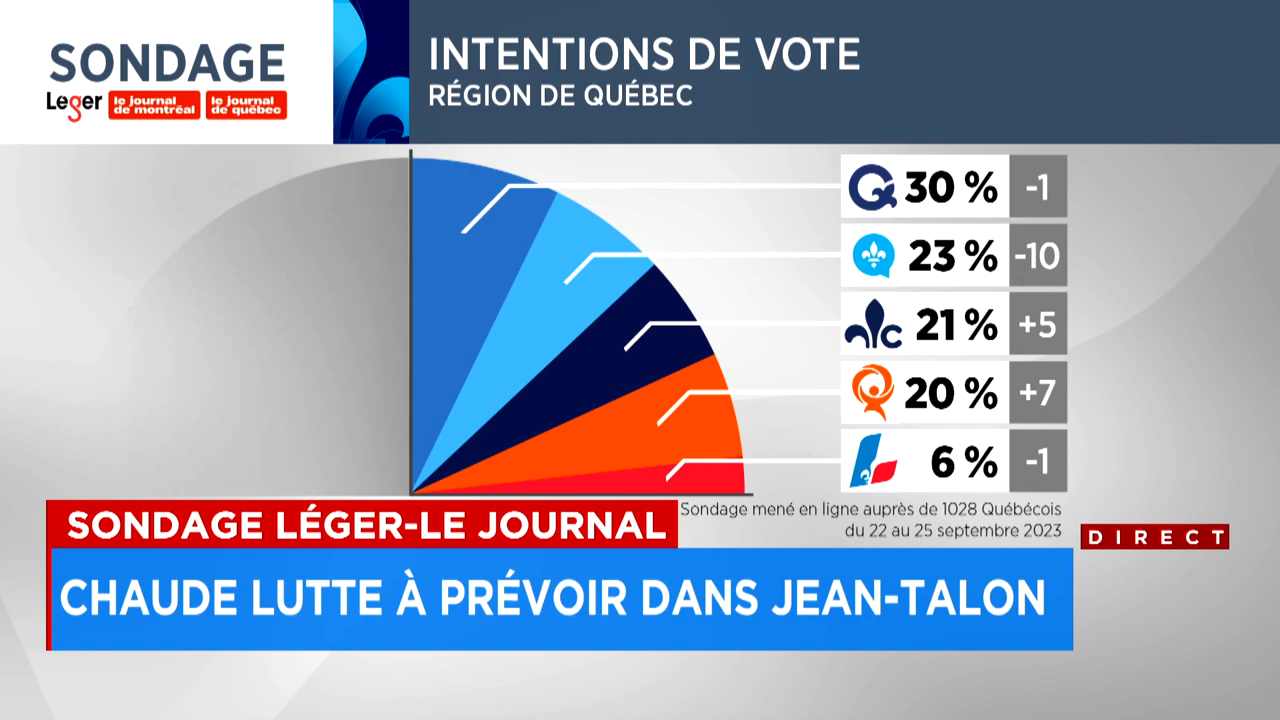 SONDAGE
Leger le journal de montréal le journal de québec
INTENTIONS DE VOTE
RÉGION DE QUÉBEC
30 % -1
23 % -10
C 21 % +5
20 % +7
6 % -1
Sondage mené en ligne auprès de 1028 Québécois
du 22 au 25 septembre 2023
SONDAGE LÉGER-LE JOURNAL
DIRECT
CHAUDE LUTTE À PRÉVOIR DANS JEAN-TALON